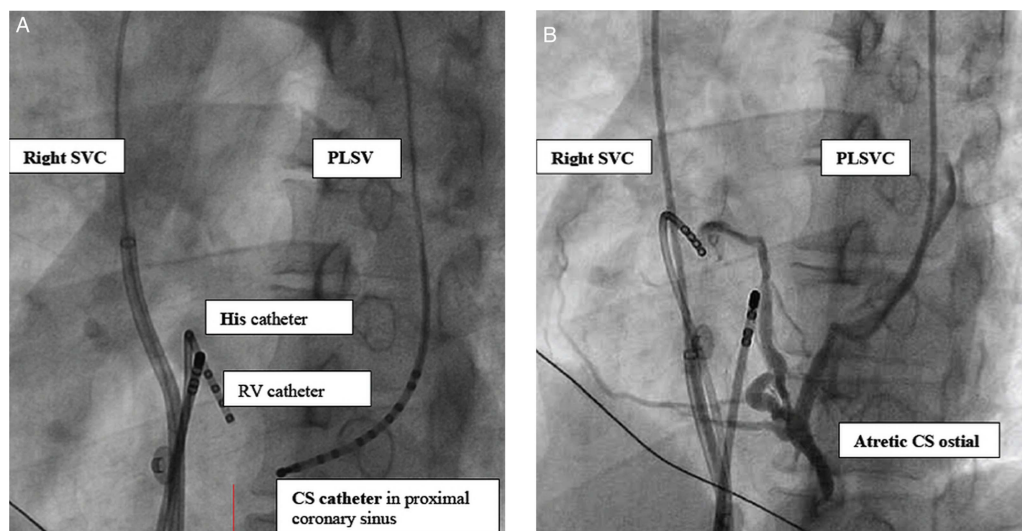 A
Right SVC
PLSV
His catheter
RV catheter
CS catheter in proximal
coronary sinus
B
Right SVC
PLSVC
Atretic CS ostial